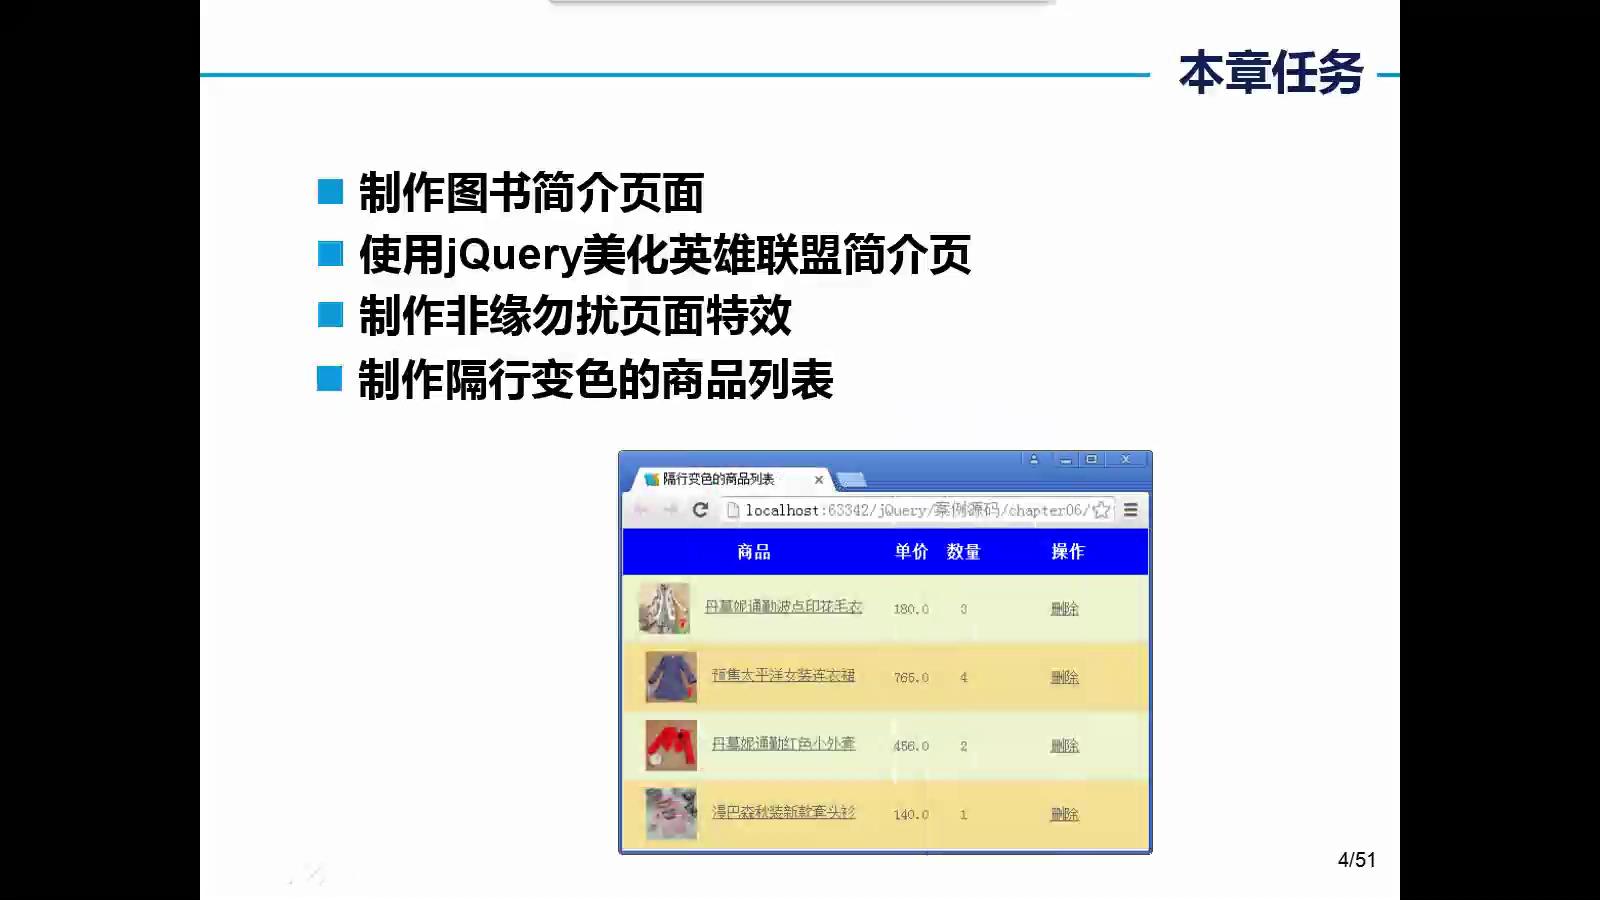 本章任务
制作图书简介页面
使用jQuery美化英雄联盟简介页
制作非缘勿扰页面特效
制作隔行变色的商品列表
隔行变色的商品列表
localhost:63342/jQuery/案例源码/chapter06/
商品 单价 数量 操作
丹慕妮通勤波点印花毛衣 180.0 3 删除
预售太平洋女装连衣裙 765.0 4 删除
丹慕妮通勤红色小外套 456.0 2 删除
漫巴森秋装新款套头衫 140.0 1 删除
4/51